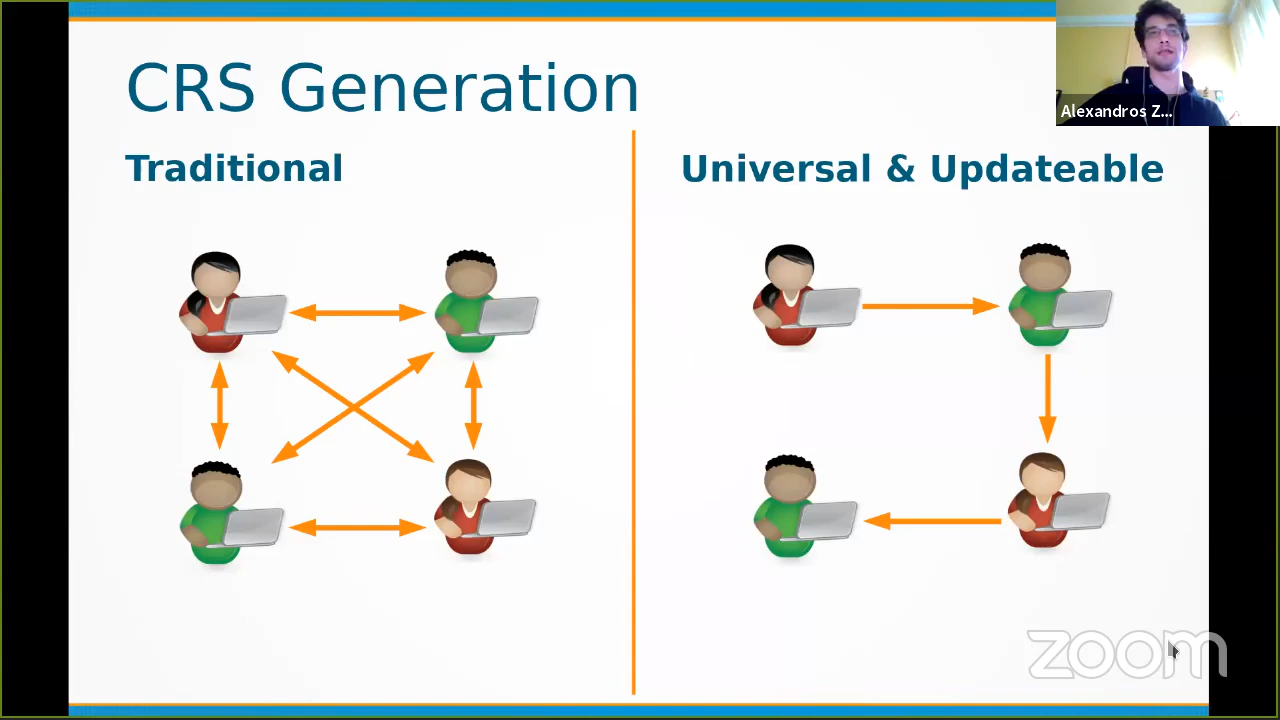 CRS Generation
Alexandros Z...
Traditional
Universal & Updateable
zoom